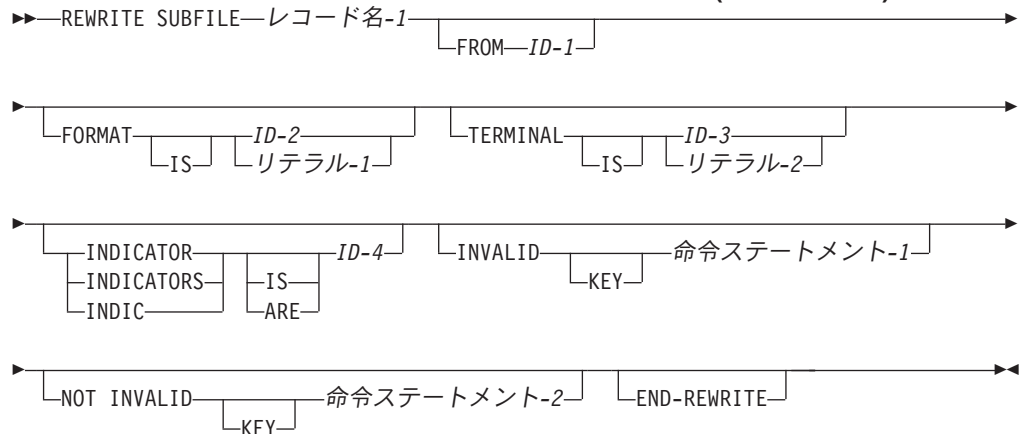 REWRITE SUBFILE レコード名-1
FROM ID-1
FORMAT IS ID-2
リテラル-1
TERMINAL IS ID-3
リテラル-2
INDICATOR IS ID-4
INDICATORS ARE
INDIC
INVALID KEY 命令ステートメント-1
NOT INVALID KEY 命令ステートメント-2
END-REWRITE